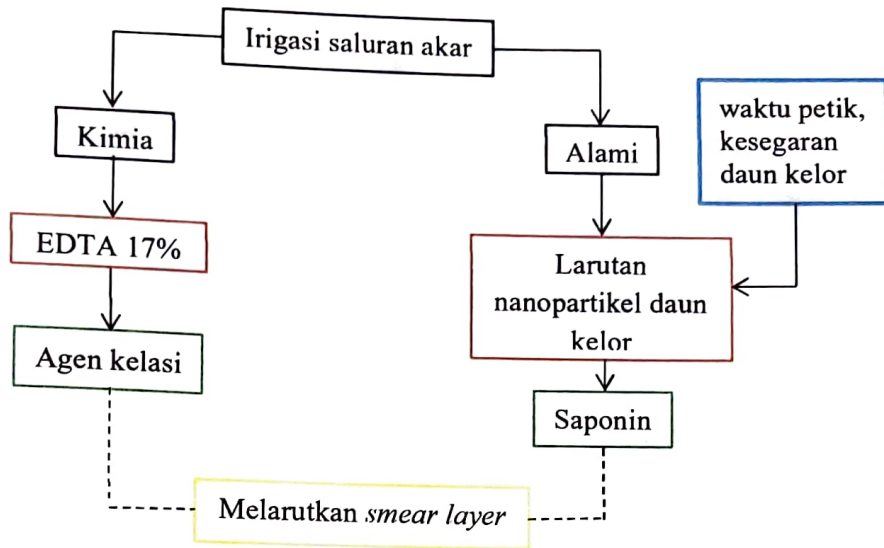 Irigasi saluran akar
Kimia
Alami
waktu petik,
kesegaran
daun kelor
EDTA 17%
Larutan
nanopartikel daun
kelor
Agen kelasi
Saponin
Melarutkan smear layer